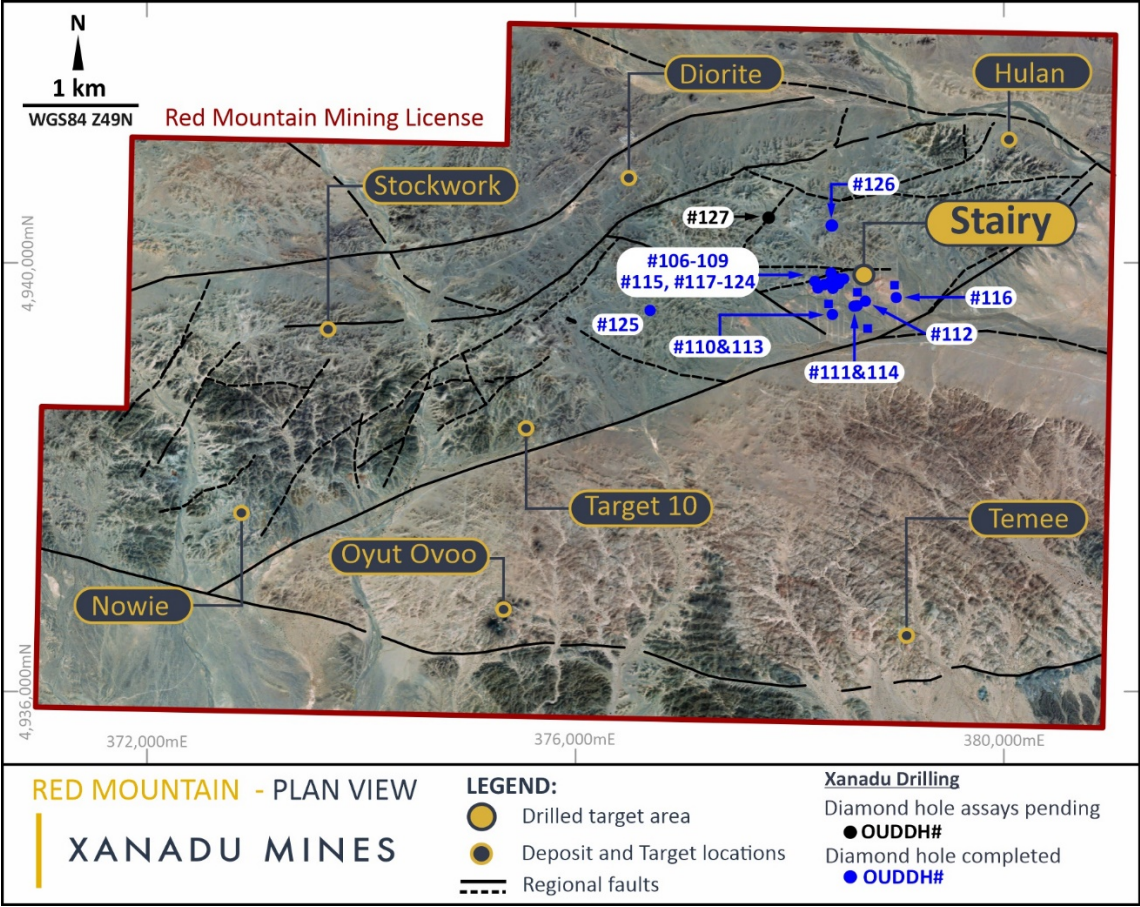 N
1 km
WGS84 Z49N
Red Mountain Mining License
Diorite
Hulan
Stockwork
#126
#127
Stairy
#106-109
#115, #117-124
#116
#125
#112
#110&113
#111&114
4,940,000mN
Target 10
Temee
Oyut Ovoo
Nowie
4,936,000mN
372,000mE
376,000mE
380,000mE
RED MOUNTAIN - PLAN VIEW
XANADU MINES
LEGEND:
Drilled target area
Deposit and Target locations
Regional faults
Xanadu Drilling
Diamond hole assays pending
OUDDH#
Diamond hole completed
OUDDH#